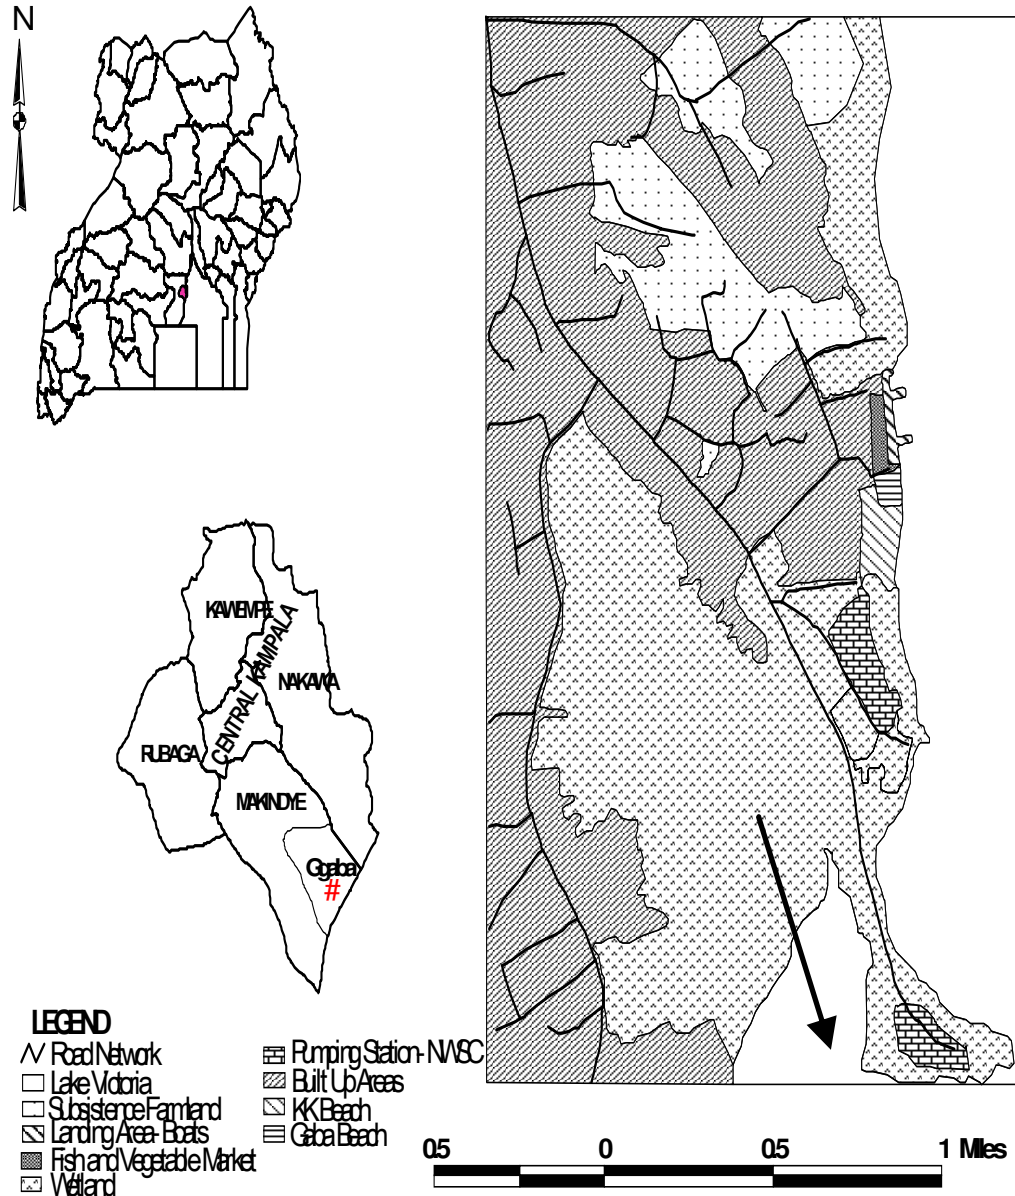 N
KAWEMPE
CENTRAL KAMPALA
NAKAWA
RUBAGA
MAKINDYE
Ggaba
#
LEGEND
Road Network
Lake Victoria
Subsistence Farmland
Landing Area- Boats
Fish and Vegetable Market
Wetland
Pumping Station- NWSC
Built Up Areas
KK Beach
Gaba Beach
0.5 0 0.5 1 Miles